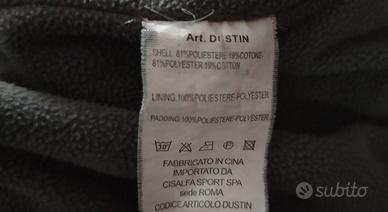 Art. DUSTIN
SHELL: 81%POLIESTERE 19%COTONE-
81%POLYESTER 19%COTTON
LINING:100%POLIESTERE-POLYESTER
PADDING:100%POLIESTERE-POLYESTER
30
FABBRICATO IN CINA
IMPORTATO DA
CISALFA SPORT SPA
sede ROMA
CODICE ARTICOLO DUSTIN
subito